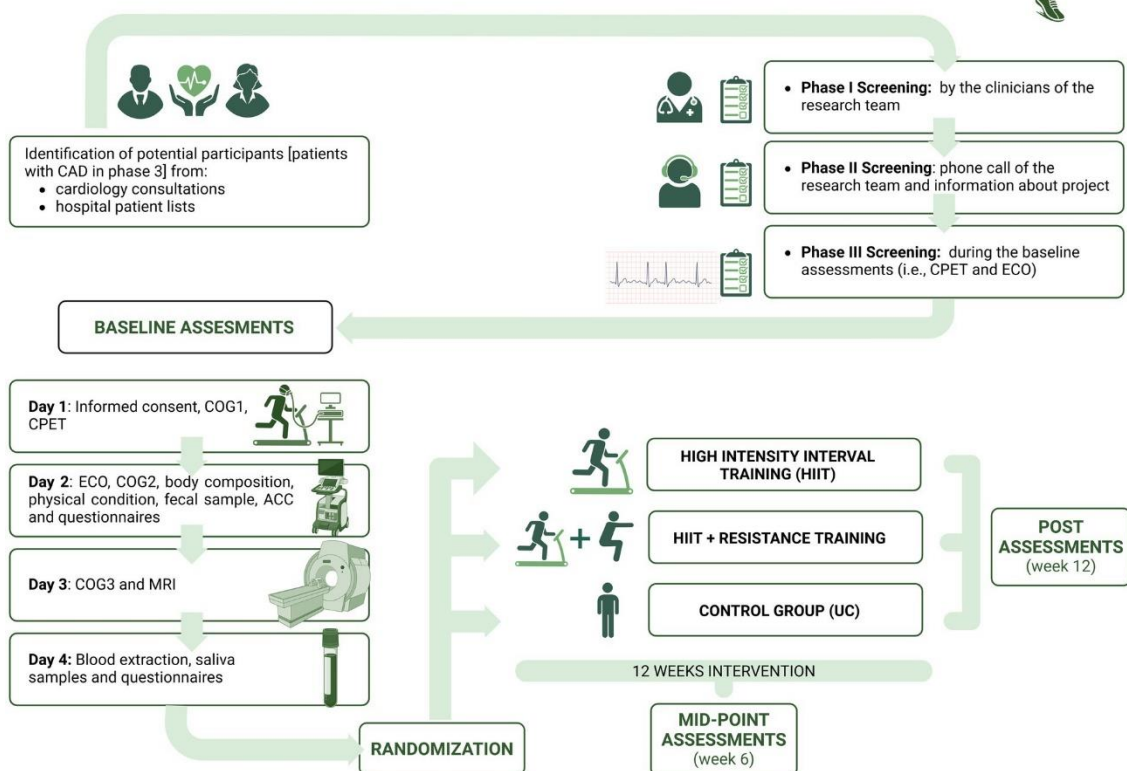 Identification of potential participants [patients
with CAD in phase 3] from:
• cardiology consultations
• hospital patient lists
• Phase I Screening: by the clinicians of the
research team
• Phase II Screening: phone call of the
research team and information about project
• Phase III Screening: during the baseline
assessments (i.e., CPET and ECO)
BASELINE ASSESMENTS
Day 1: Informed consent, COG1,
CPET
Day 2: ECO, COG2, body composition,
physical condition, fecal sample, ACC
and questionnaires
Day 3: COG3 and MRI
Day 4: Blood extraction, saliva
samples and questionnaires
RANDOMIZATION
HIGH INTENSITY INTERVAL
TRAINING (HIIT)
HIIT + RESISTANCE TRAINING
CONTROL GROUP (UC)
12 WEEKS INTERVENTION
MID-POINT
ASSESSMENTS
(week 6)
POST
ASSESSMENTS
(week 12)